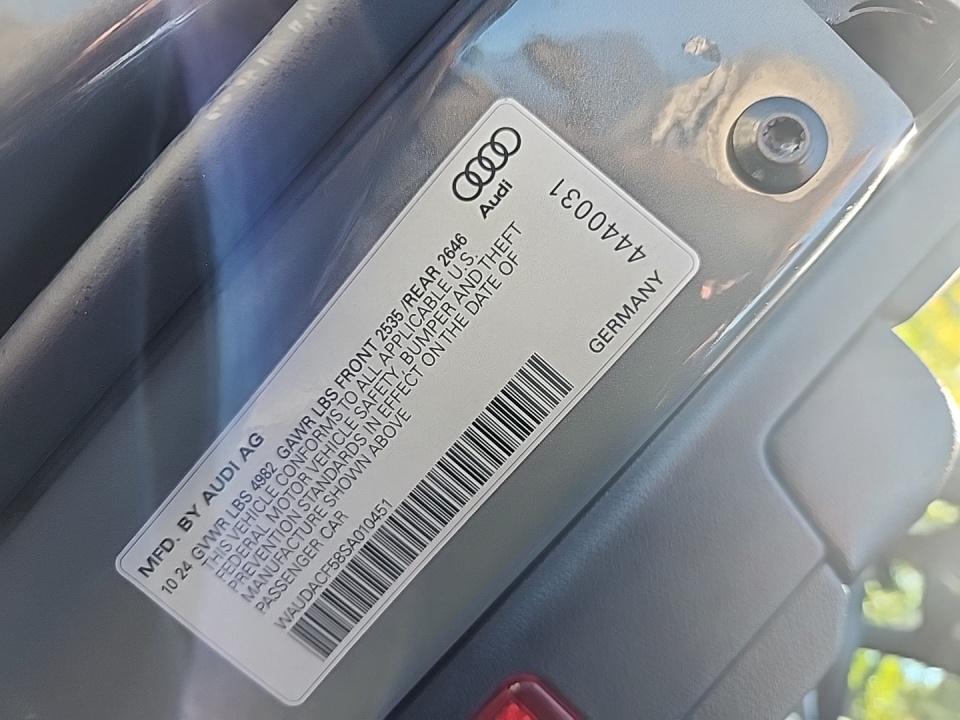 Audi
MFD. BY AUDI AG
10 24 GVWR LBS 4982 GAWR LBS FRONT 2535 /REAR 2646
THIS VEHICLE CONFORMS TO ALL APPLICABLE U.S.
FEDERAL MOTOR VEHICLE SAFETY, BUMPER AND THEFT
PREVENTION STANDARDS IN EFFECT ON THE DATE OF
MANUFACTURE SHOWN ABOVE
PASSENGER CAR
WAUDACF58SA010451
4440031
GERMANY